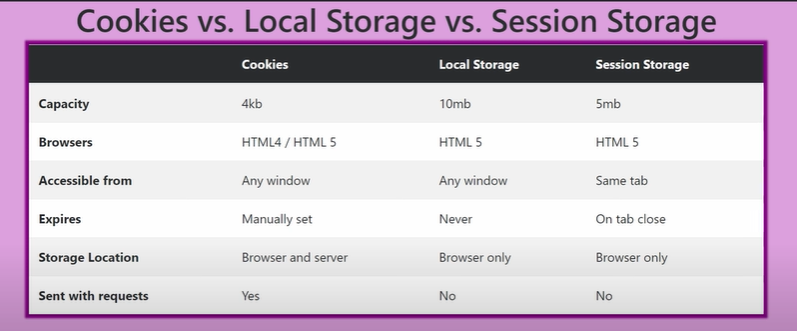 Cookies vs. Local Storage vs. Session Storage
Cookies Local Storage Session Storage
Capacity 4kb 10mb 5mb
Browsers HTML4 / HTML 5 HTML 5 HTML 5
Accessible from Any window Any window Same tab
Expires Manually set Never On tab close
Storage Location Browser and server Browser only Browser only
Sent with requests Yes No No